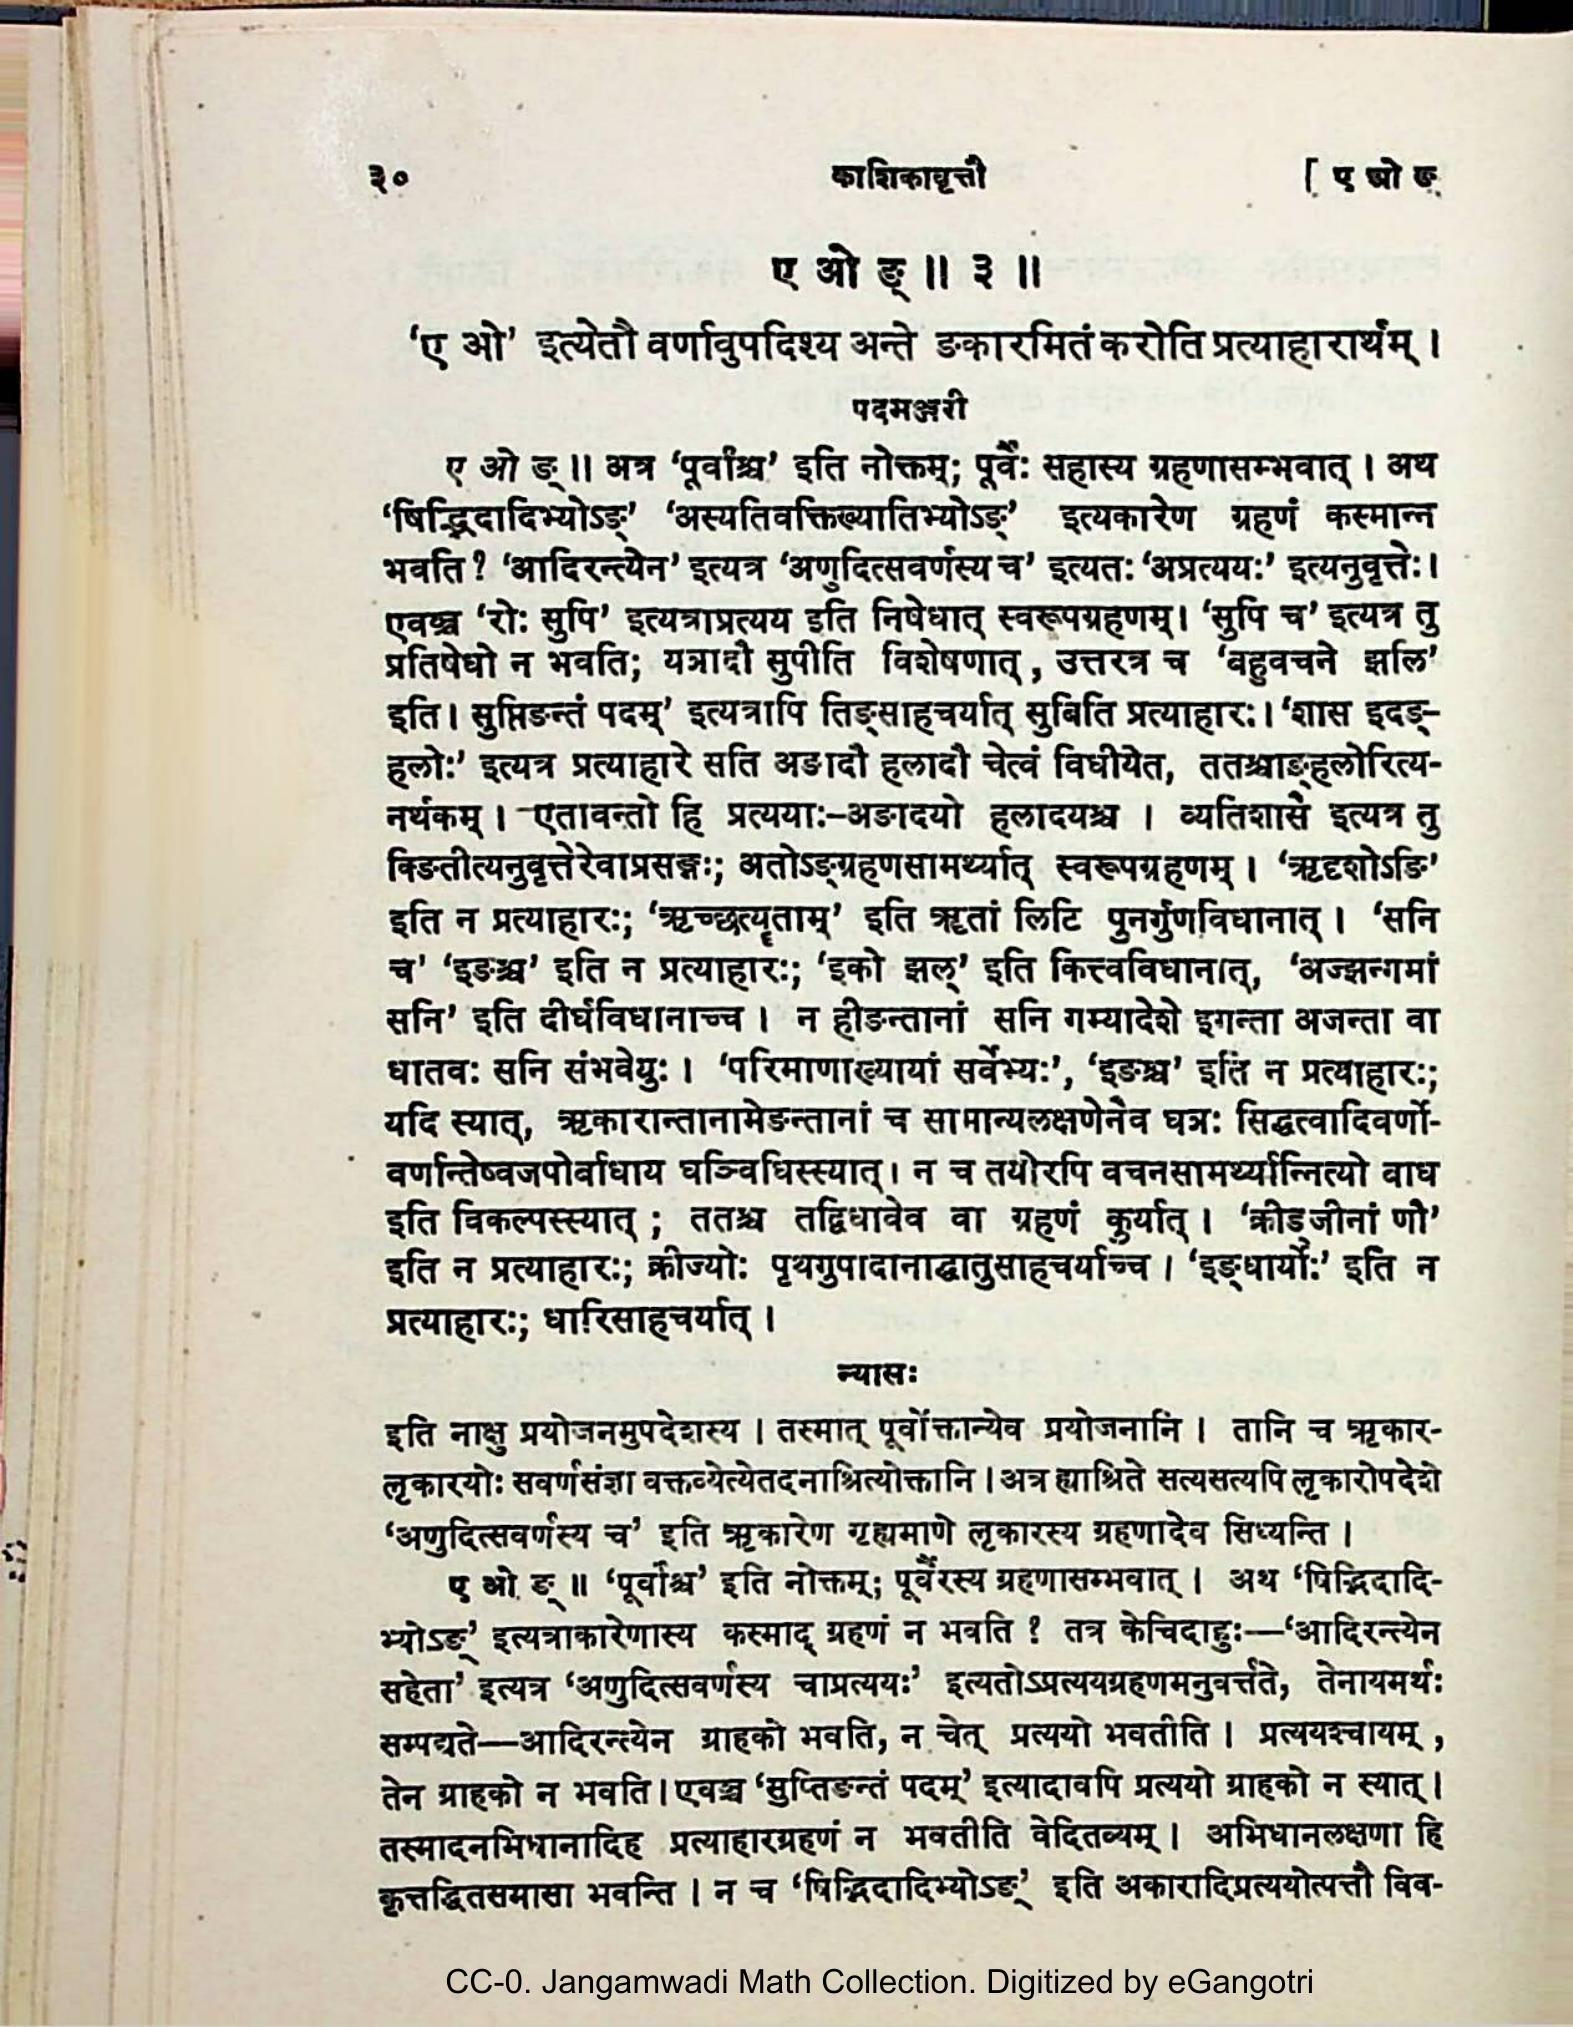 ३० काशिकावृत्तौ [ ए ओ ङ्
ए ओ ङ् ॥ ३ ॥
‘ए ओ’ इत्येतौ वर्णावुपदिश्य अन्ते ङकारमितं करोति प्रत्याहारार्थम् ।
पदमञ्जरी
ए ओ ङ् ॥ अत्र ‘पूर्वांश्च’ इति नोक्तम्; पूर्वैः सहास्य ग्रहणासम्भवात् । अथ
‘षिद्भिदादिभ्योऽङ्’ ‘अस्यतिवक्तिख्यातिभ्योऽङ्’ इत्यकारेण ग्रहणं कस्मान्न
भवति ? ‘आदिरन्त्येन’ इत्यत्र ‘अणुदित्सवर्णस्य च’ इत्यतः ‘अप्रत्ययः’ इत्यनुवृत्तेः।
एवञ्च ‘रोः सुपि’ इत्यत्राप्रत्यय इति निषेधात् स्वरूपग्रहणम्। ‘सुपि च’ इत्यत्र तु
प्रतिषेधो न भवति; यञादौ सुपीति विशेषणात् , उत्तरत्र च ‘बहुवचने झलि’
इति। सुप्तिङन्तं पदम्’ इत्यत्रापि तिङ्साहचर्यात् सुबिति प्रत्याहारः। ‘शास इदङ्-
हलोः’ इत्यत्र प्रत्याहारे सति अङादौ हलादौ चेत्वं विधीयेत, ततश्चाङ्हलोरित्य-
नर्थकम् । एतावन्तो हि प्रत्ययाः–अङादयो हलादयश्च । व्यतिशासै इत्यत्र तु
क्ङितीत्यनुवृत्तेरेवाप्रसङ्गः; अतोऽङ्ग्रहणसामर्थ्यात् स्वरूपग्रहणम् । ‘ऋदृशोऽङि’
इति न प्रत्याहारः; ‘ऋच्छत्यॄताम्’ इति ऋतां लिटि पुनर्गुणविधानात् । ‘सनि
च’ ‘इङश्च’ इति न प्रत्याहारः; ‘इको झल्’ इति कित्त्वविधानात्, ‘अज्झन्गमां
सनि’ इति दीर्घविधानाच्च । न हीङन्तानां सनि गम्यादेशे इगन्ता अजन्ता वा
धातवः सनि संभवेयुः । ‘परिमाणाख्यायां सर्वेभ्यः’, ‘इङश्च’ इति न प्रत्याहारः;
यदि स्यात्, ऋकारान्तानामेङन्तानां च सामान्यलक्षणेनैव घञः सिद्धत्वादिवर्णो-
वर्णान्तेष्वजपोर्वाधाय घञ्विधिस्स्यात्। न च तयोरपि वचनसामर्थ्यान्नित्यो वाध
इति विकल्पस्स्यात् ; ततश्च तद्विधावेव वा ग्रहणं कुर्यात् । ‘क्रीङ्जीनां णौ’
इति न प्रत्याहारः; क्रीज्योः पृथगुपादानाद्धातुसाहचर्याच्च । ‘इङ्धार्योः’ इति न
प्रत्याहारः; धारिसाहचर्यात् ।
न्यासः
इति नाक्षु प्रयोजनमुपदेशस्य । तस्मात् पूर्वोक्तान्येव प्रयोजनानि । तानि च ऋकार-
लृकारयोः सवर्णसंज्ञा वक्तव्येत्येतदनाश्रित्योक्तानि । अत्र ह्याश्रिते सत्यसत्यपि लृकारोपदेशे
‘अणुदित्सवर्णस्य च’ इति ऋकारेण गृह्यमाणे लृकारस्य ग्रहणादेव सिध्यन्ति ।
ए ओ ङ् ॥ ‘पूर्वांश्च’ इति नोक्तम्; पूर्वैरस्य ग्रहणासम्भवात् । अथ ‘षिद्भिदादि-
भ्योऽङ्’ इत्यत्राकारेणास्य कस्माद् ग्रहणं न भवति ? तत्र केचिदाहुः—‘आदिरन्त्येन
सहेता’ इत्यत्र ‘अणुदित्सवर्णस्य चाप्रत्ययः’ इत्यतोऽप्रत्ययग्रहणमनुवर्त्तते, तेनायमर्थः
सम्पद्यते—आदिरन्त्येन ग्राहको भवति, न चेत् प्रत्ययो भवतीति । प्रत्ययश्चायम् ,
तेन ग्राहको न भवति। एवञ्च ‘सुप्तिङन्तं पदम्’ इत्यादावपि प्रत्ययो ग्राहको न स्यात्।
तस्मादनभिधानादिह प्रत्याहारग्रहणं न भवतीति वेदितव्यम् । अभिधानलक्षणा हि
कृत्तद्धितसमासा भवन्ति । न च ‘षिद्भिदादिभ्योऽङ्’ इति अकारादिप्रत्ययोत्पत्तौ विव-
CC-0. Jangamwadi Math Collection. Digitized by eGangotri